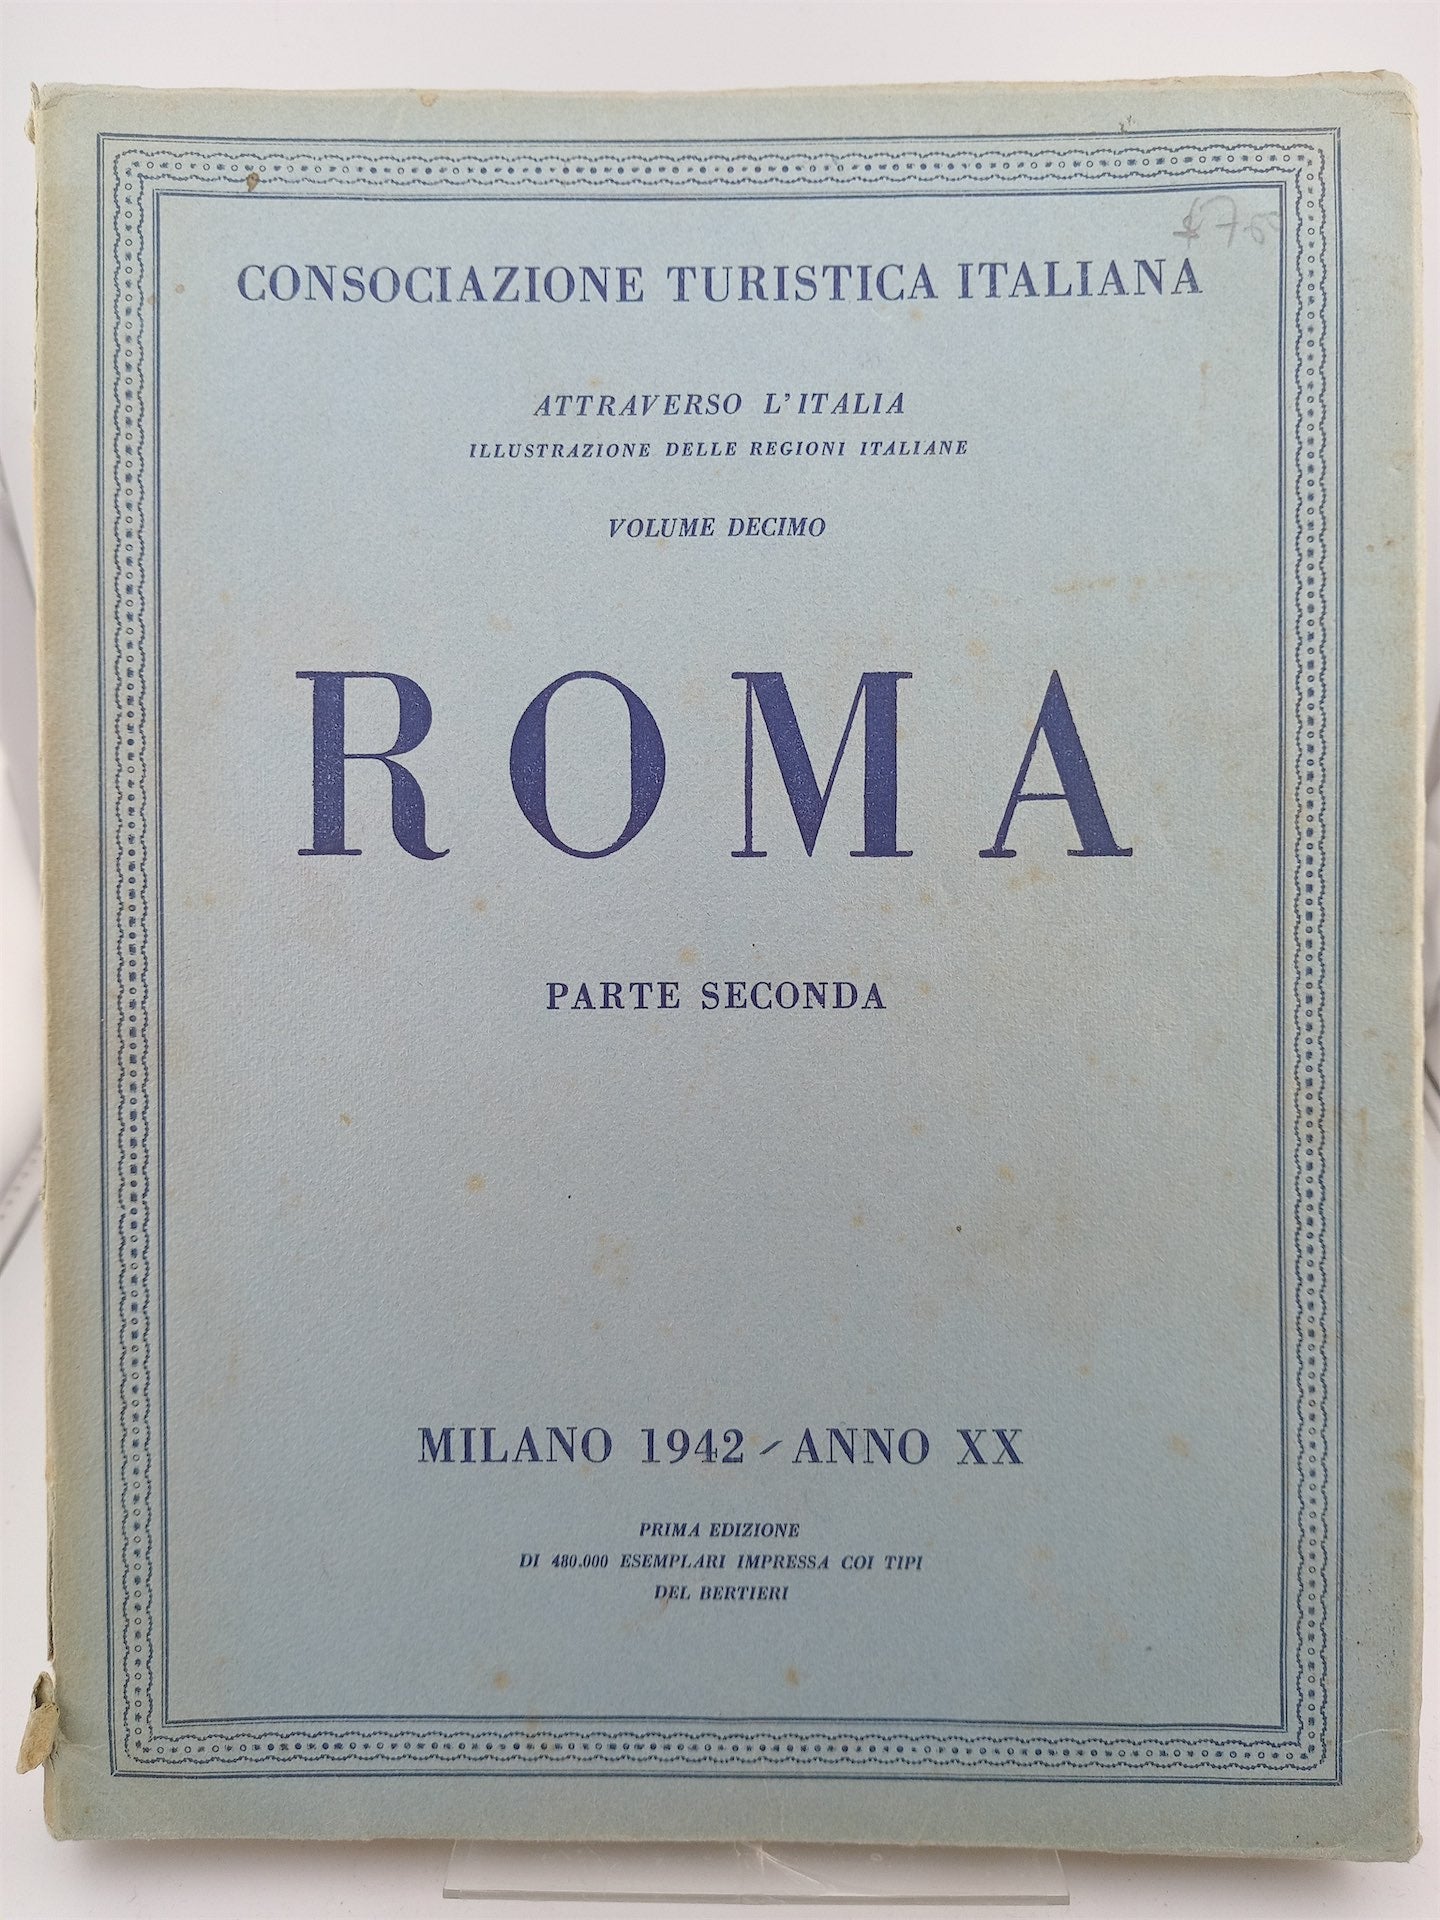 CONSOCIAZIONE TURISTICA ITALIANA
ATTRAVERSO L'ITALIA
ILLUSTRAZIONE DELLE REGIONI ITALIANE
VOLUME DECIMO
ROMA
PARTE SECONDA
MILANO 1942 - ANNO XX
PRIMA EDIZIONE
DI 480.000 ESEMPLARI IMPRESSA COI TIPI
DEL BERTIERI